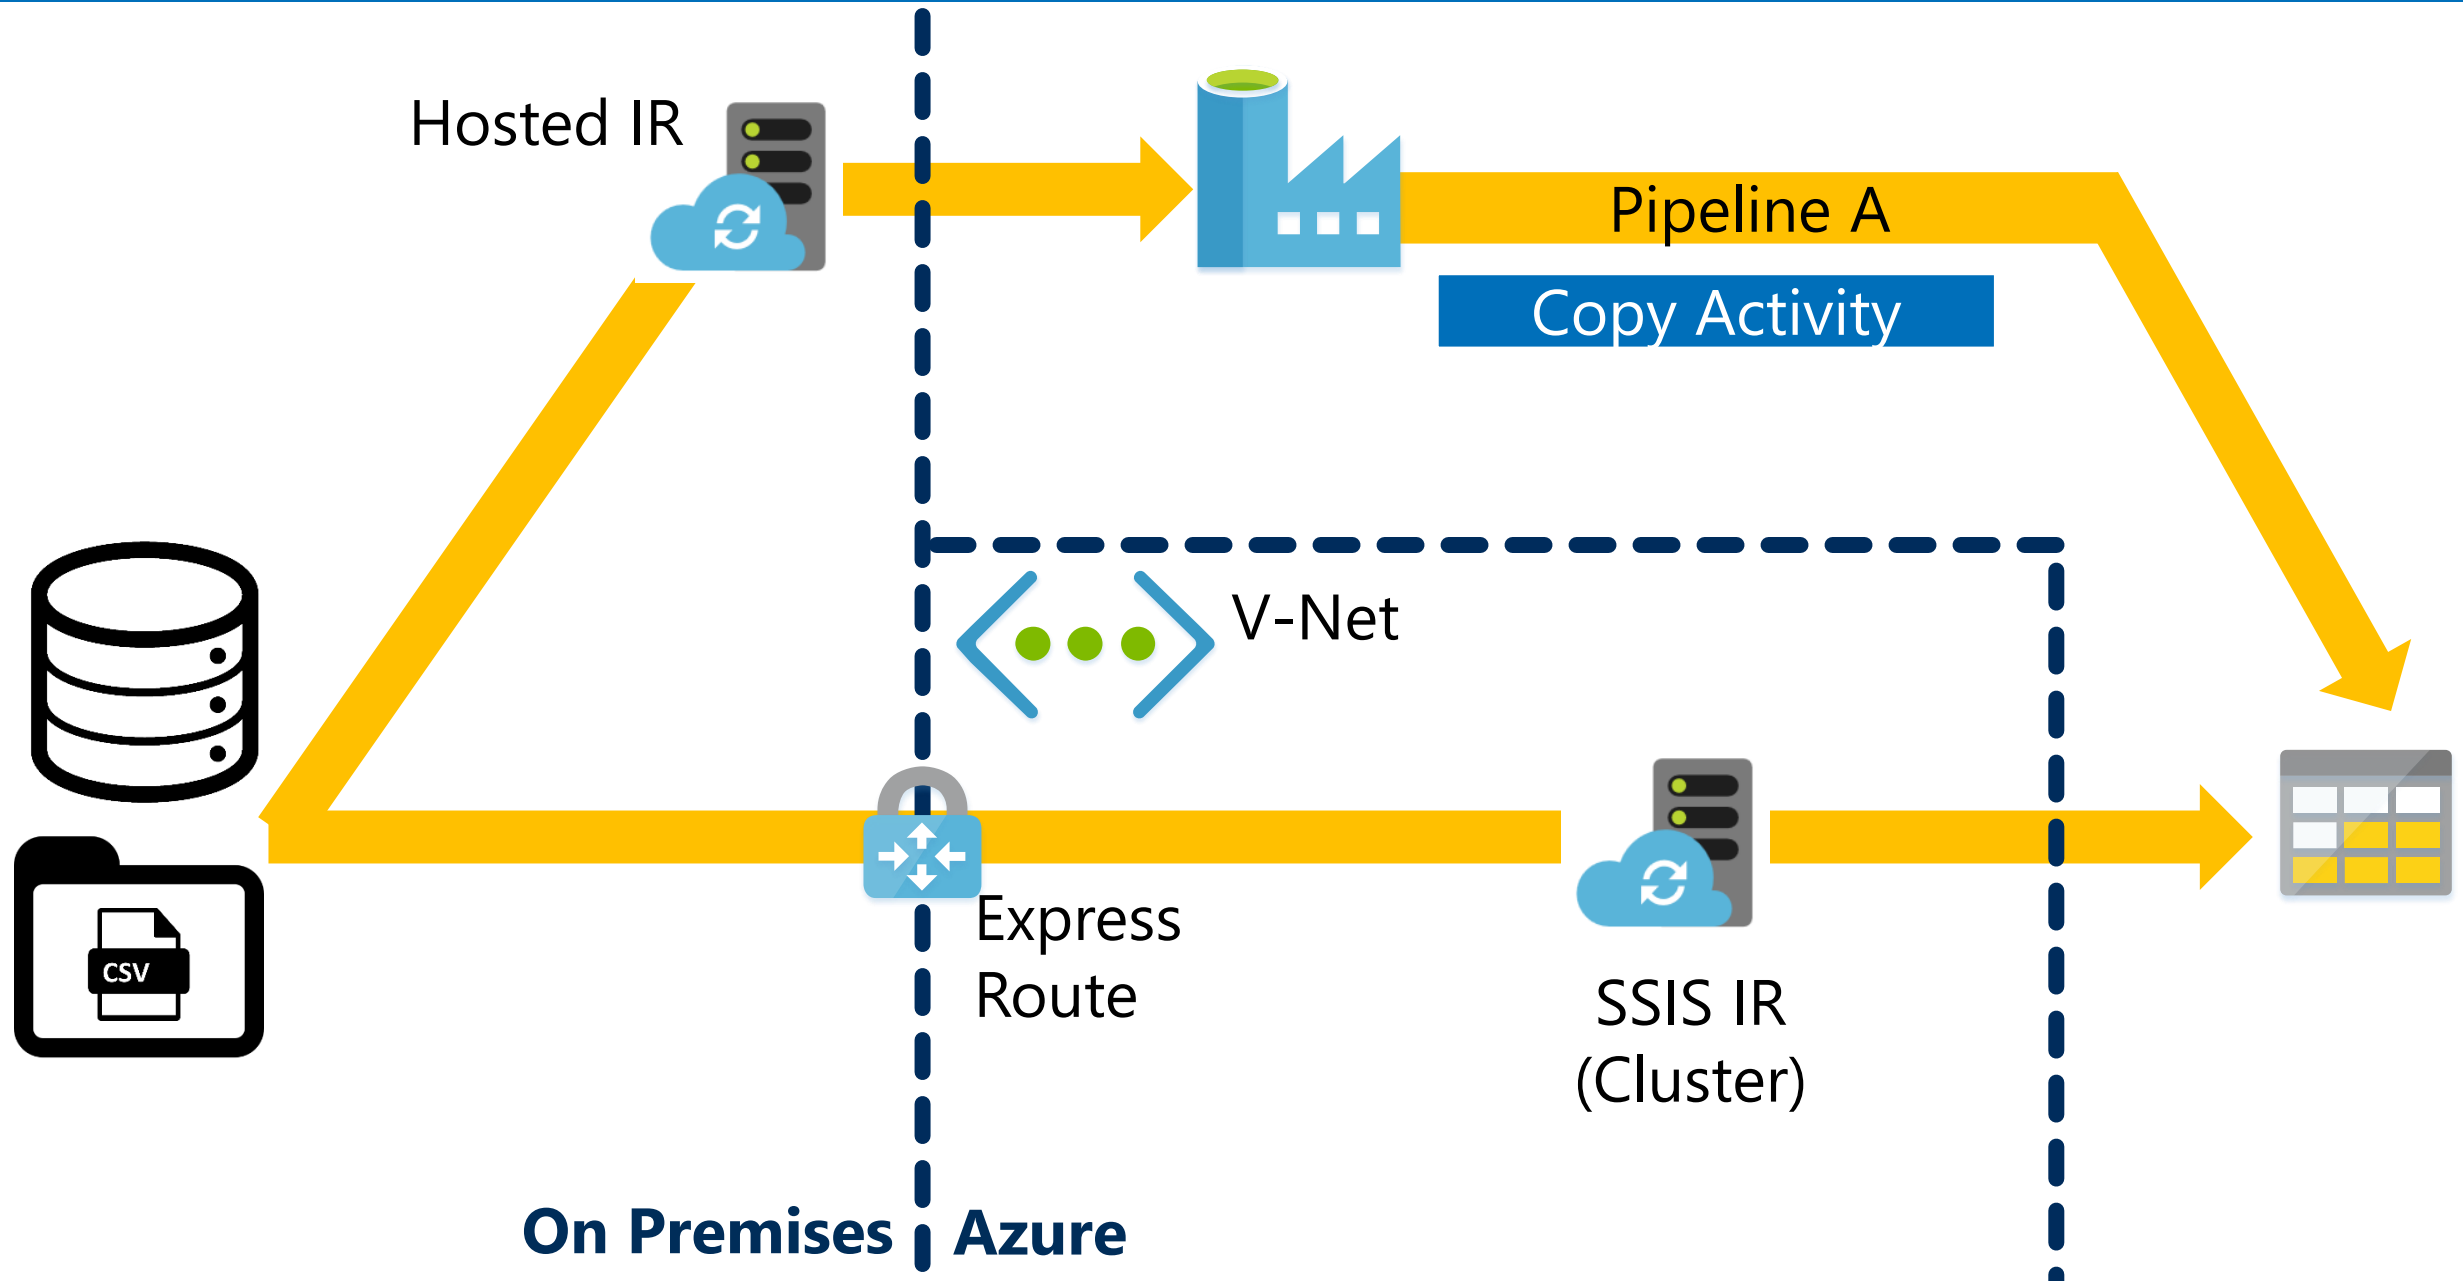 Hosted IR
Pipeline A
Copy Activity
V-Net
CSV
Express
Route
SSIS IR
(Cluster)
On Premises
Azure